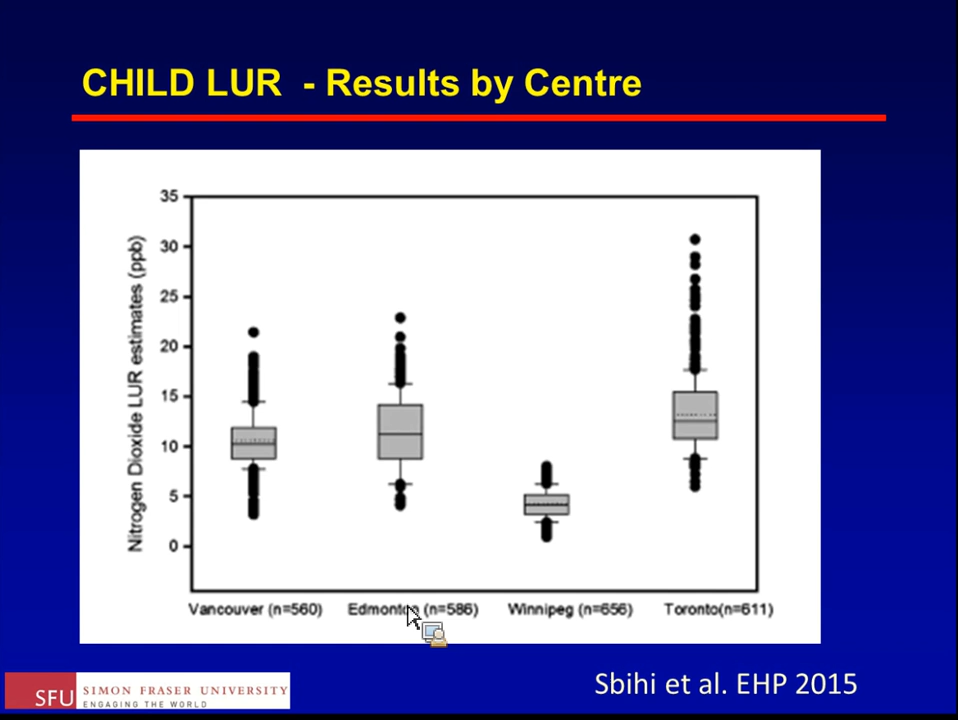 CHILD LUR  - Results by Centre
Nitrogen Dioxide LUR estimates (ppb)
35
30
25
20
15
10
5
0
Vancouver (n=560) Edmonton (n=586) Winnipeg (n=656) Toronto(n=611)
SFU SIMON FRASER UNIVERSITY
ENGAGING THE WORLD
Sbihi et al. EHP 2015